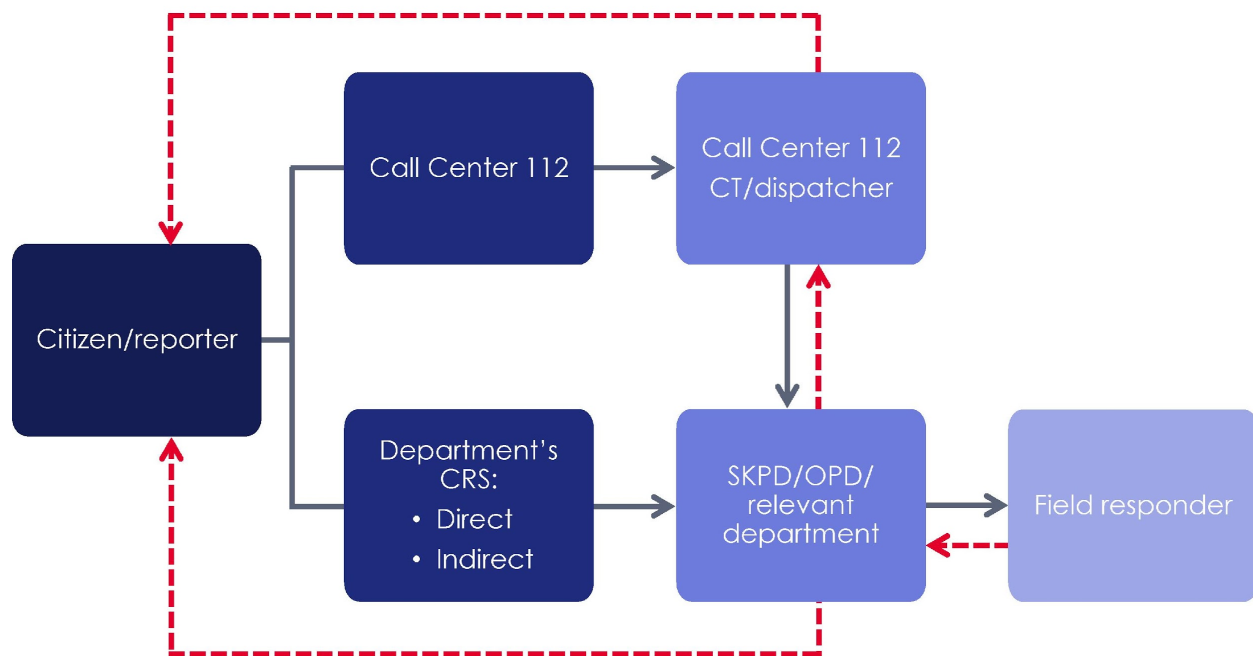 Call Center 112
Call Center 112
CT/dispatcher
Citizen/reporter
Department’s
CRS:
• Direct
• Indirect
SKPD/OPD/
relevant
department
Field responder